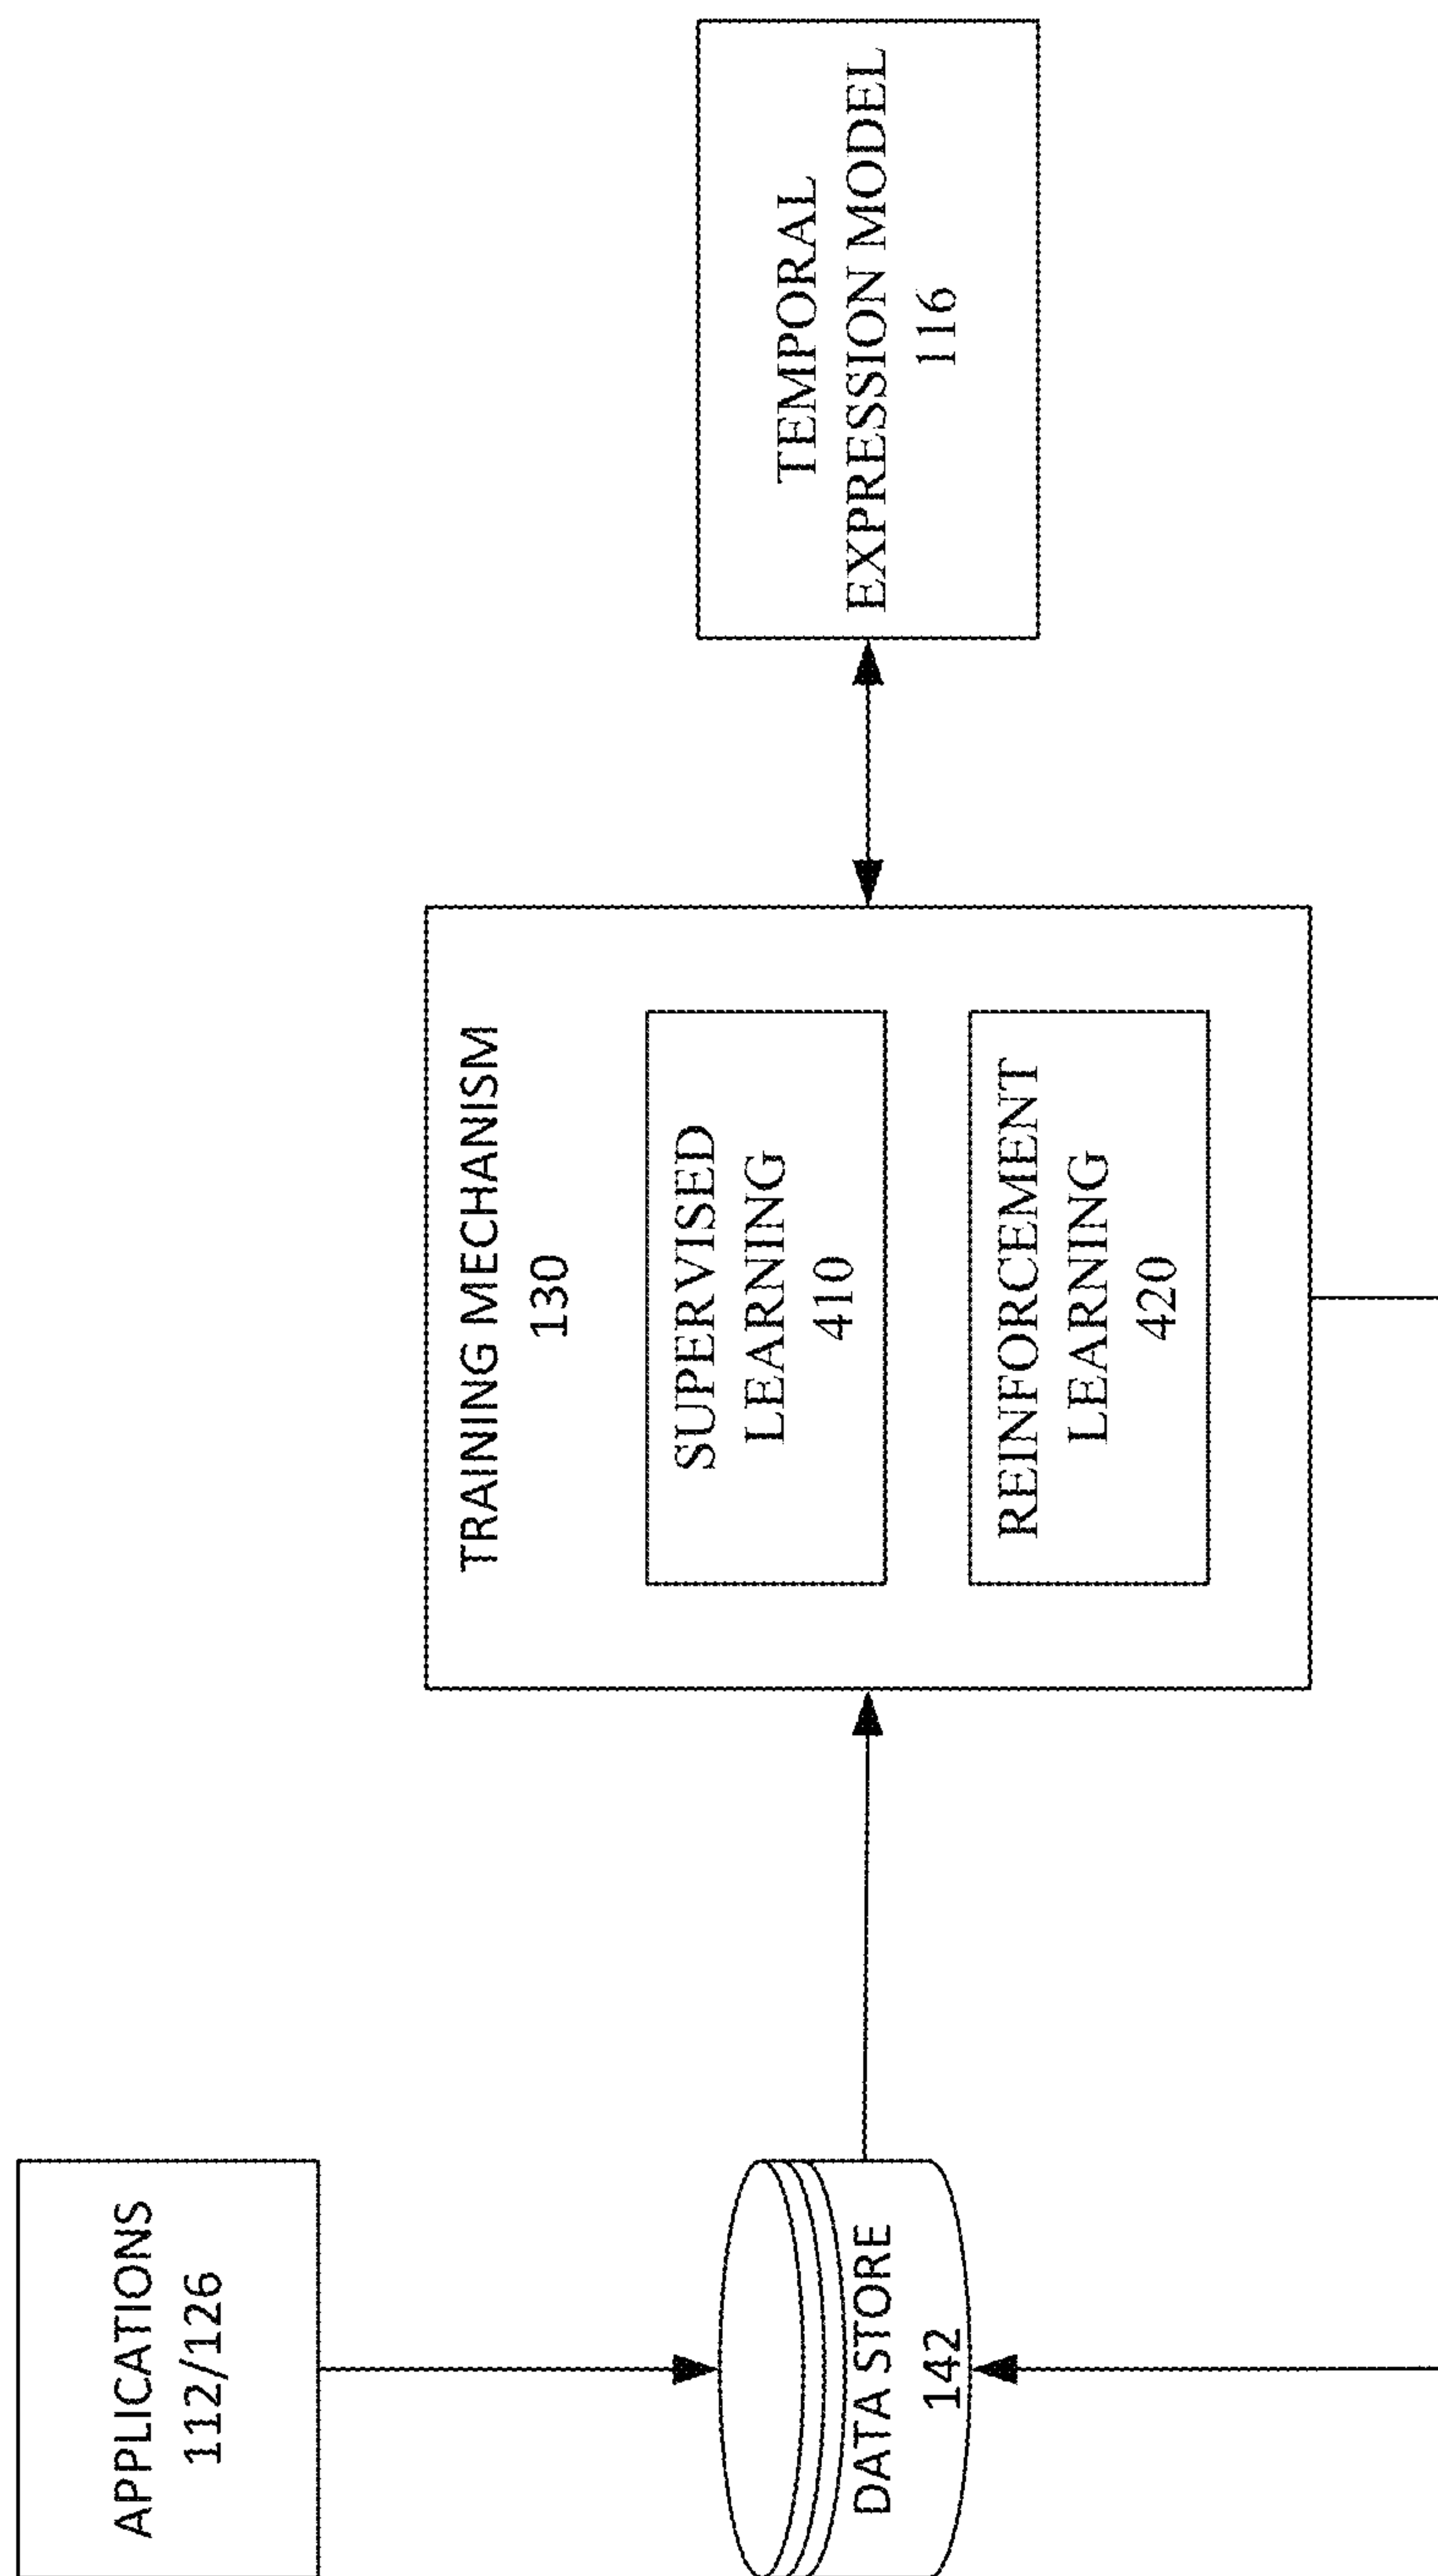 APPLICATIONS
112/126
DATA STORE
142
TRAINING MECHANISM
130
SUPERVISED
LEARNING
410
REINFORCEMENT
LEARNING
420
TEMPORAL
EXPRESSION MODEL
116